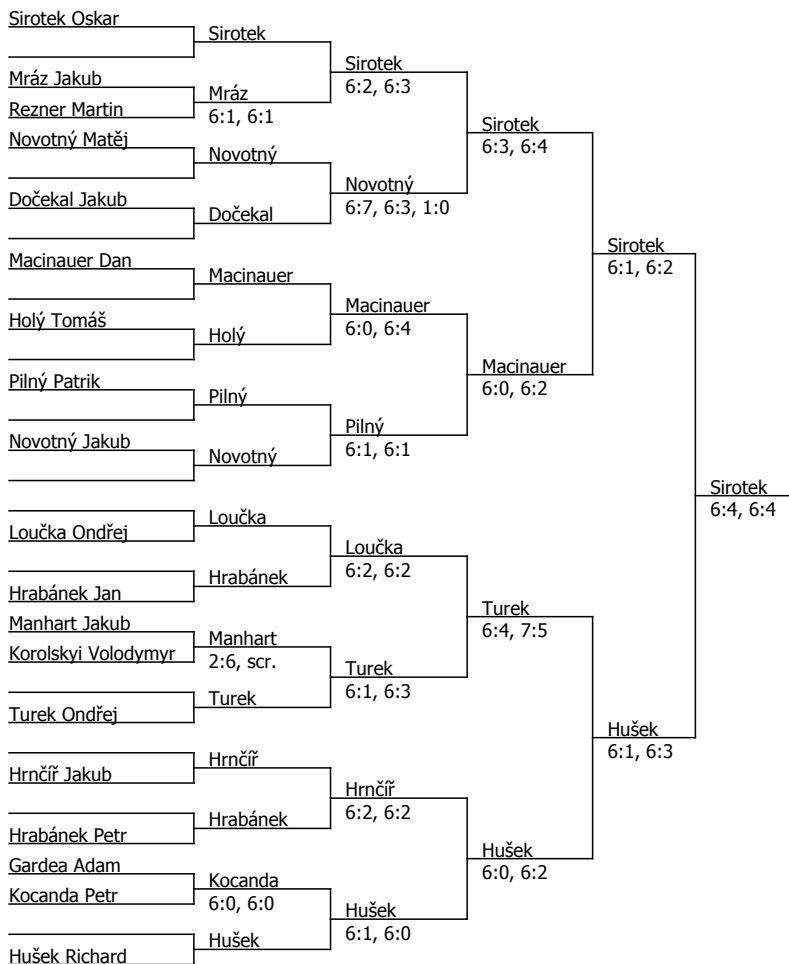 Sirotek Oskar
Mráz Jakub
Rezner Martin
Novotný Matěj
Dočekal Jakub
Macinauer Dan
Holý Tomáš
Pilný Patrik
Novotný Jakub
Loučka Ondřej
Hrabánek Jan
Manhart Jakub
Korolskyi Volodymyr
Turek Ondřej
Hrnčíř Jakub
Hrabánek Petr
Gardea Adam
Kocanda Petr
Hušek Richard
Sirotek
Mráz
6:1, 6:1
Novotný
Dočekal
Macinauer
Holý
Pilný
Novotný
Loučka
Hrabánek
Manhart
2:6, scr.
Turek
Hrnčíř
Hrabánek
Kocanda
6:0, 6:0
Hušek
Sirotek
6:2, 6:3
Novotný
6:7, 6:3, 1:0
Macinauer
6:0, 6:4
Pilný
6:1, 6:1
Loučka
6:2, 6:2
Turek
6:1, 6:3
Hrnčíř
6:2, 6:2
Hušek
6:1, 6:0
Sirotek
6:3, 6:4
Macinauer
6:0, 6:2
Turek
6:4, 7:5
Hušek
6:0, 6:2
Sirotek
6:1, 6:2
Hušek
6:1, 6:3
Sirotek
6:4, 6:4